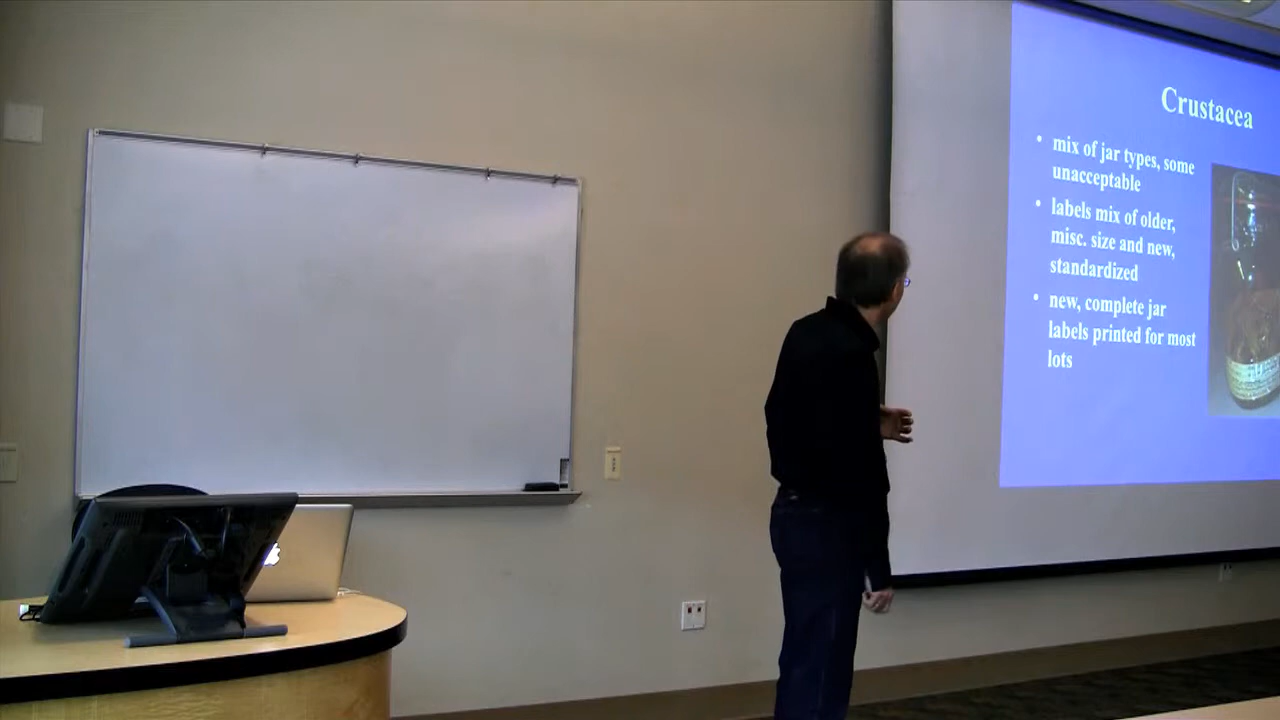 Crustacea
• mix of jar types, some
unacceptable
• labels mix of older,
misc. size and new,
standardized
• new, complete jar
labels printed for most
lots